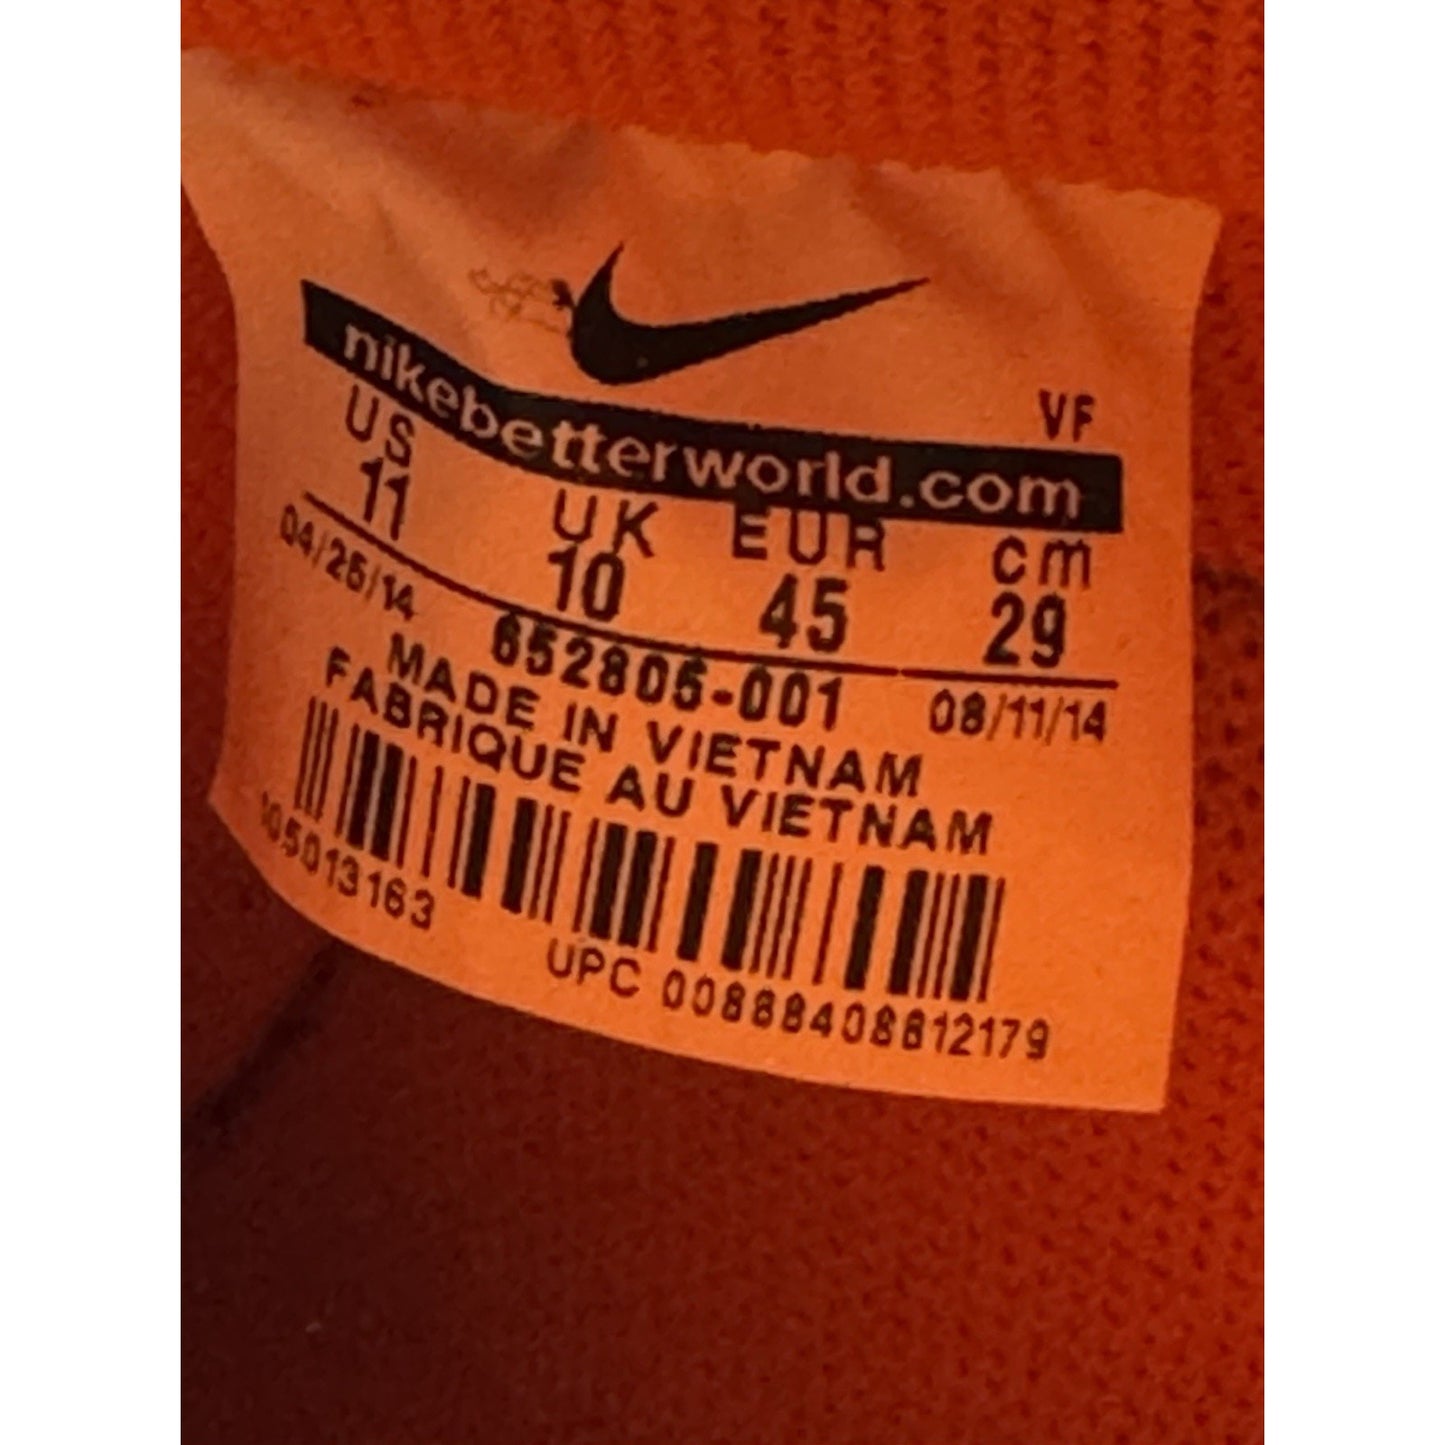 VF
nikebetterworld.com
US UK EUR cm
11 10 45 29
04/25/14 652805-001 08/11/14
MADE IN VIETNAM
FABRIQUE AU VIETNAM
105013163
UPC 00888408812179